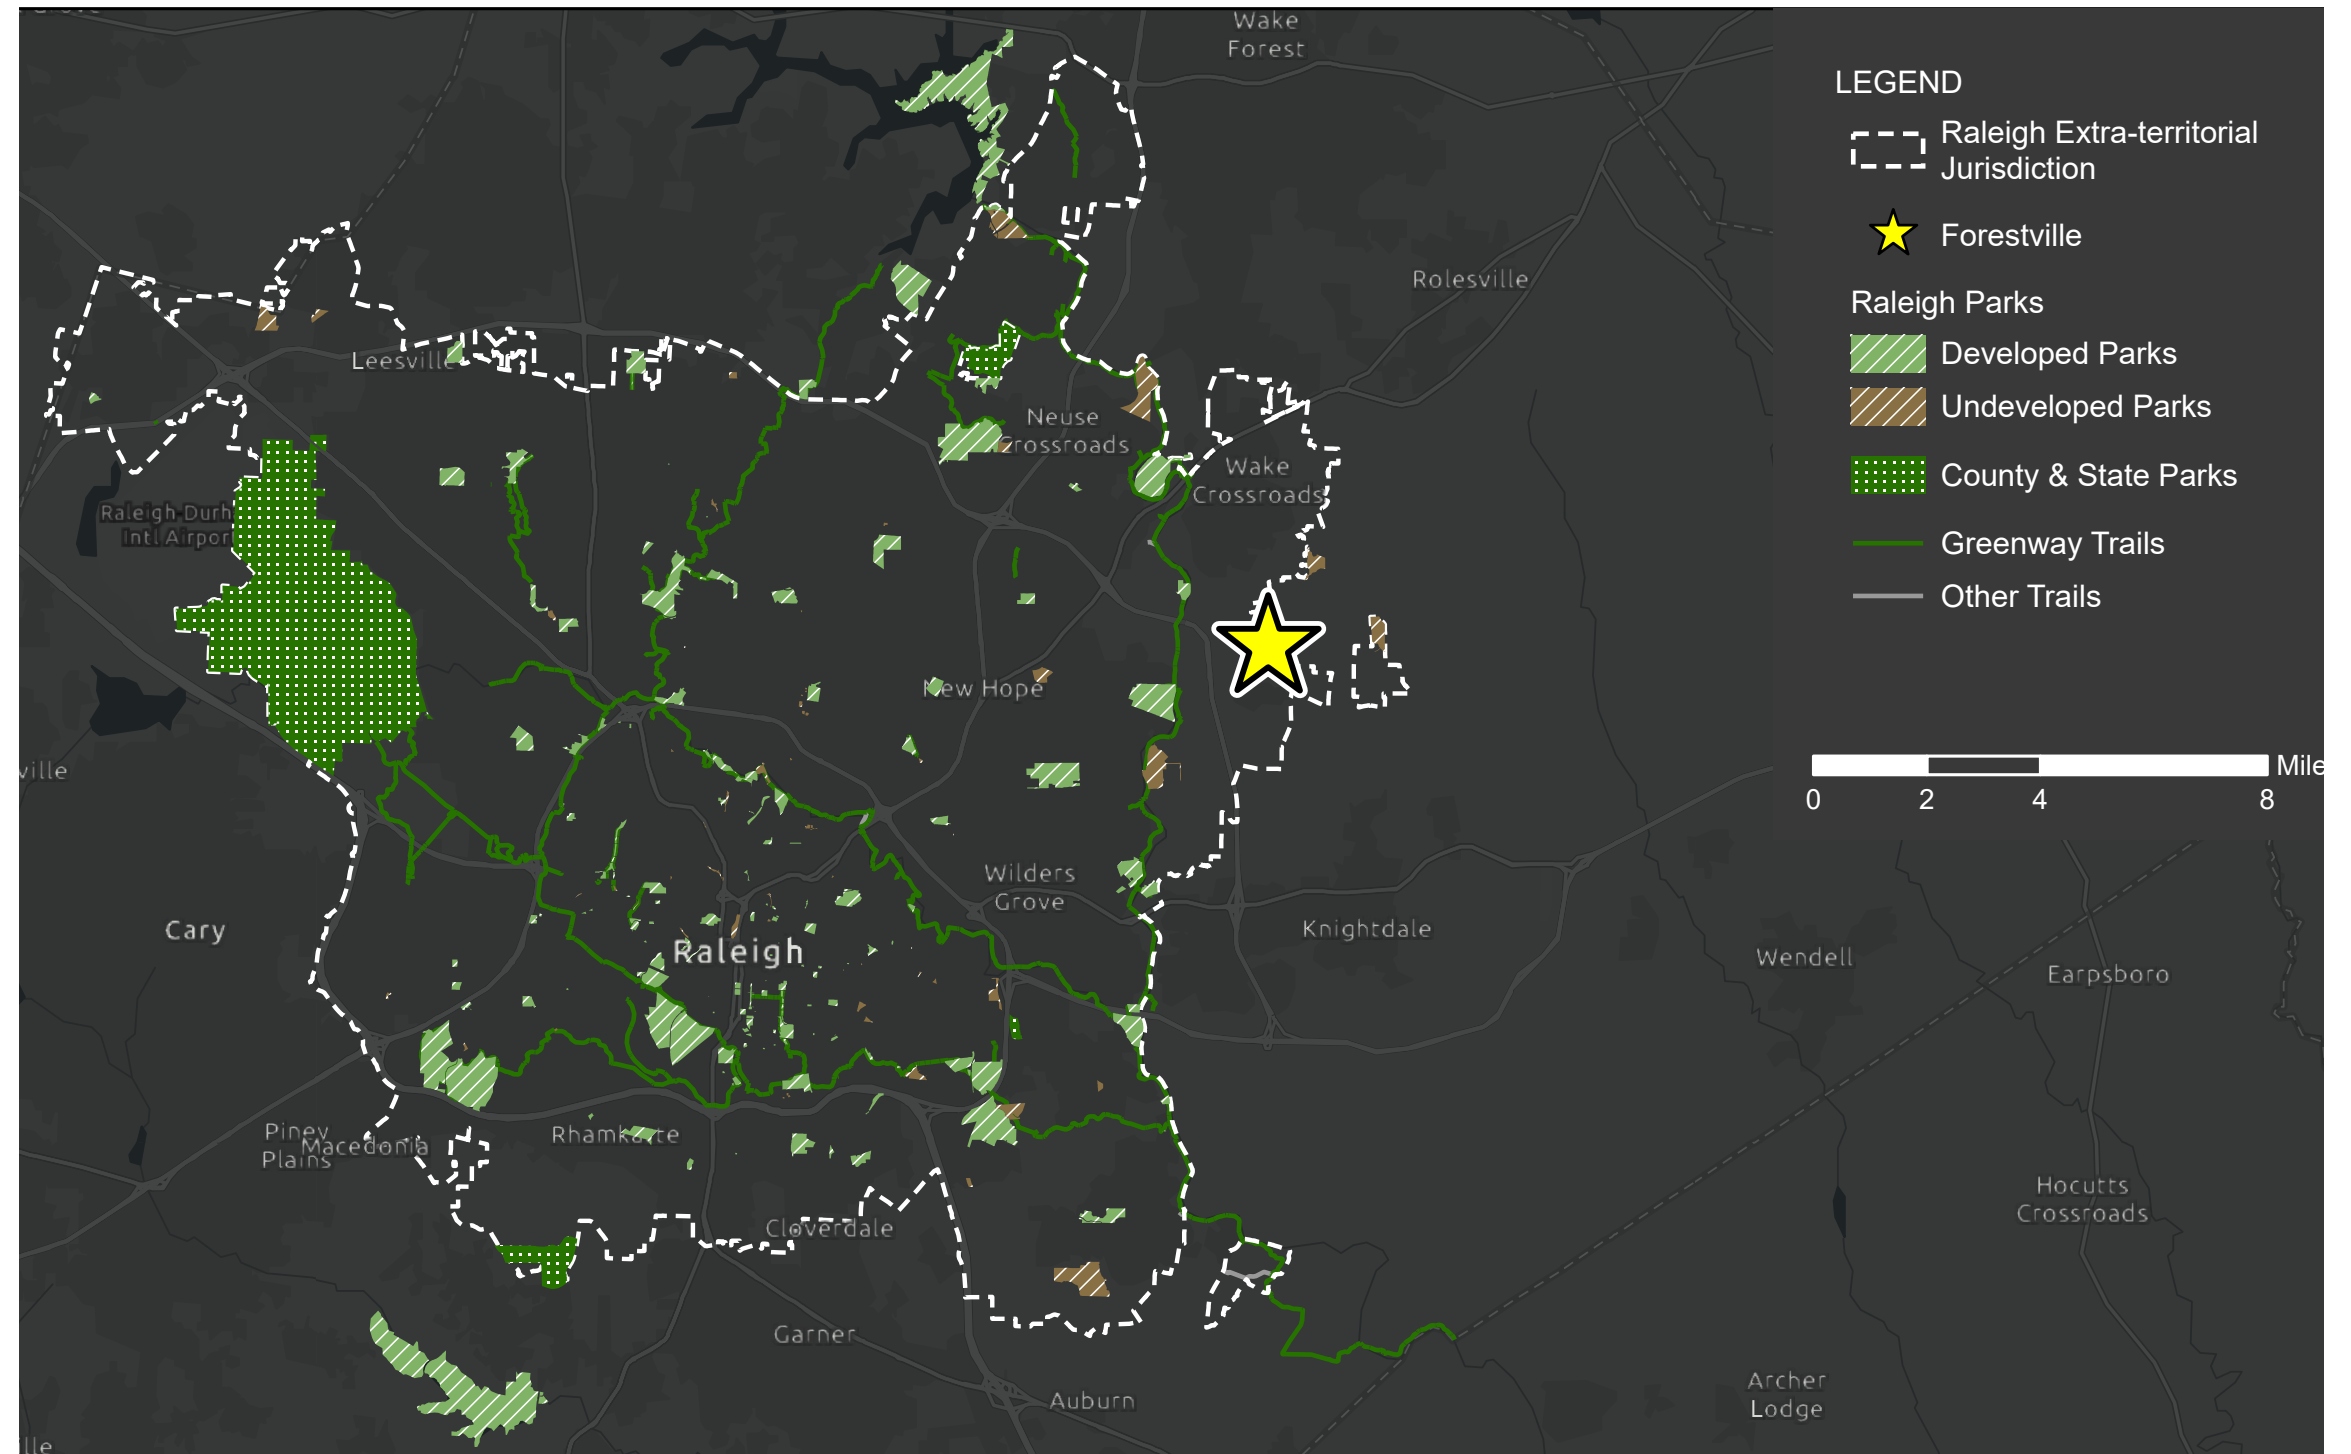 Wake
Forest
Rolesville
Leesville
Neuse
Crossroads
Wake
Crossroads
Raleigh-Durh
Intl Airport
New Hope
ville
Wilders
Grove
Cary
Raleigh
Knightdale
Wendell
Earpsboro
Piney
Plains
Macedonia
Rhamkatte
Hocutts
Crossroads
Cloverdale
Garner
Auburn
Archer
Lodge
ille
LEGEND
Raleigh Extra-territorial
Jurisdiction
Forestville
Raleigh Parks
Developed Parks
Undeveloped Parks
County & State Parks
Greenway Trails
Other Trails
Mile
0 2 4 8